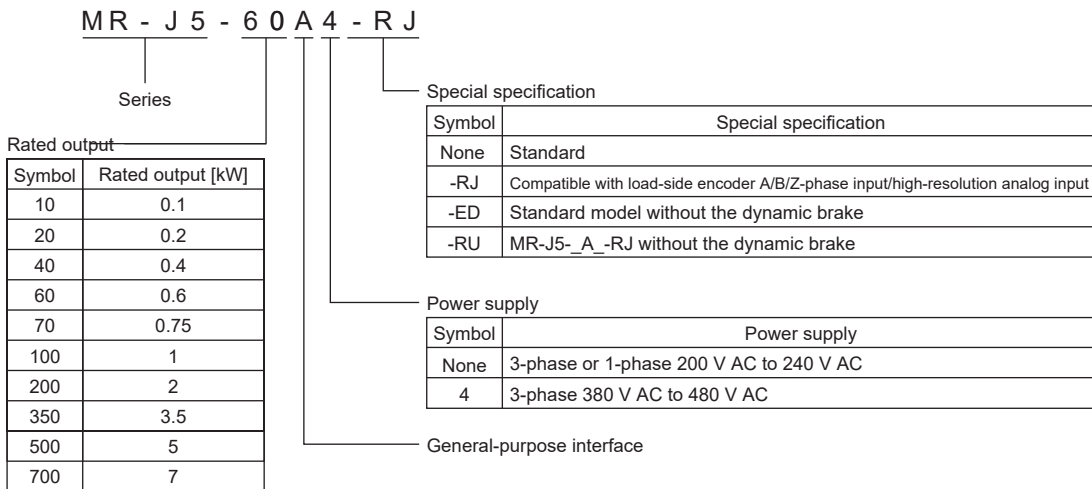 MR-J5-60A4-RJ
Series
Rated output
Symbol Rated output [kW]
10 0.1
20 0.2
40 0.4
60 0.6
70 0.75
100 1
200 2
350 3.5
500 5
700 7
Special specification
Symbol Special specification
None Standard
-RJ Compatible with load-side encoder A/B/Z-phase input/high-resolution analog input
-ED Standard model without the dynamic brake
-RU MR-J5-_A_-RJ without the dynamic brake
Power supply
Symbol Power supply
None 3-phase or 1-phase 200 V AC to 240 V AC
4 3-phase 380 V AC to 480 V AC
General-purpose interface